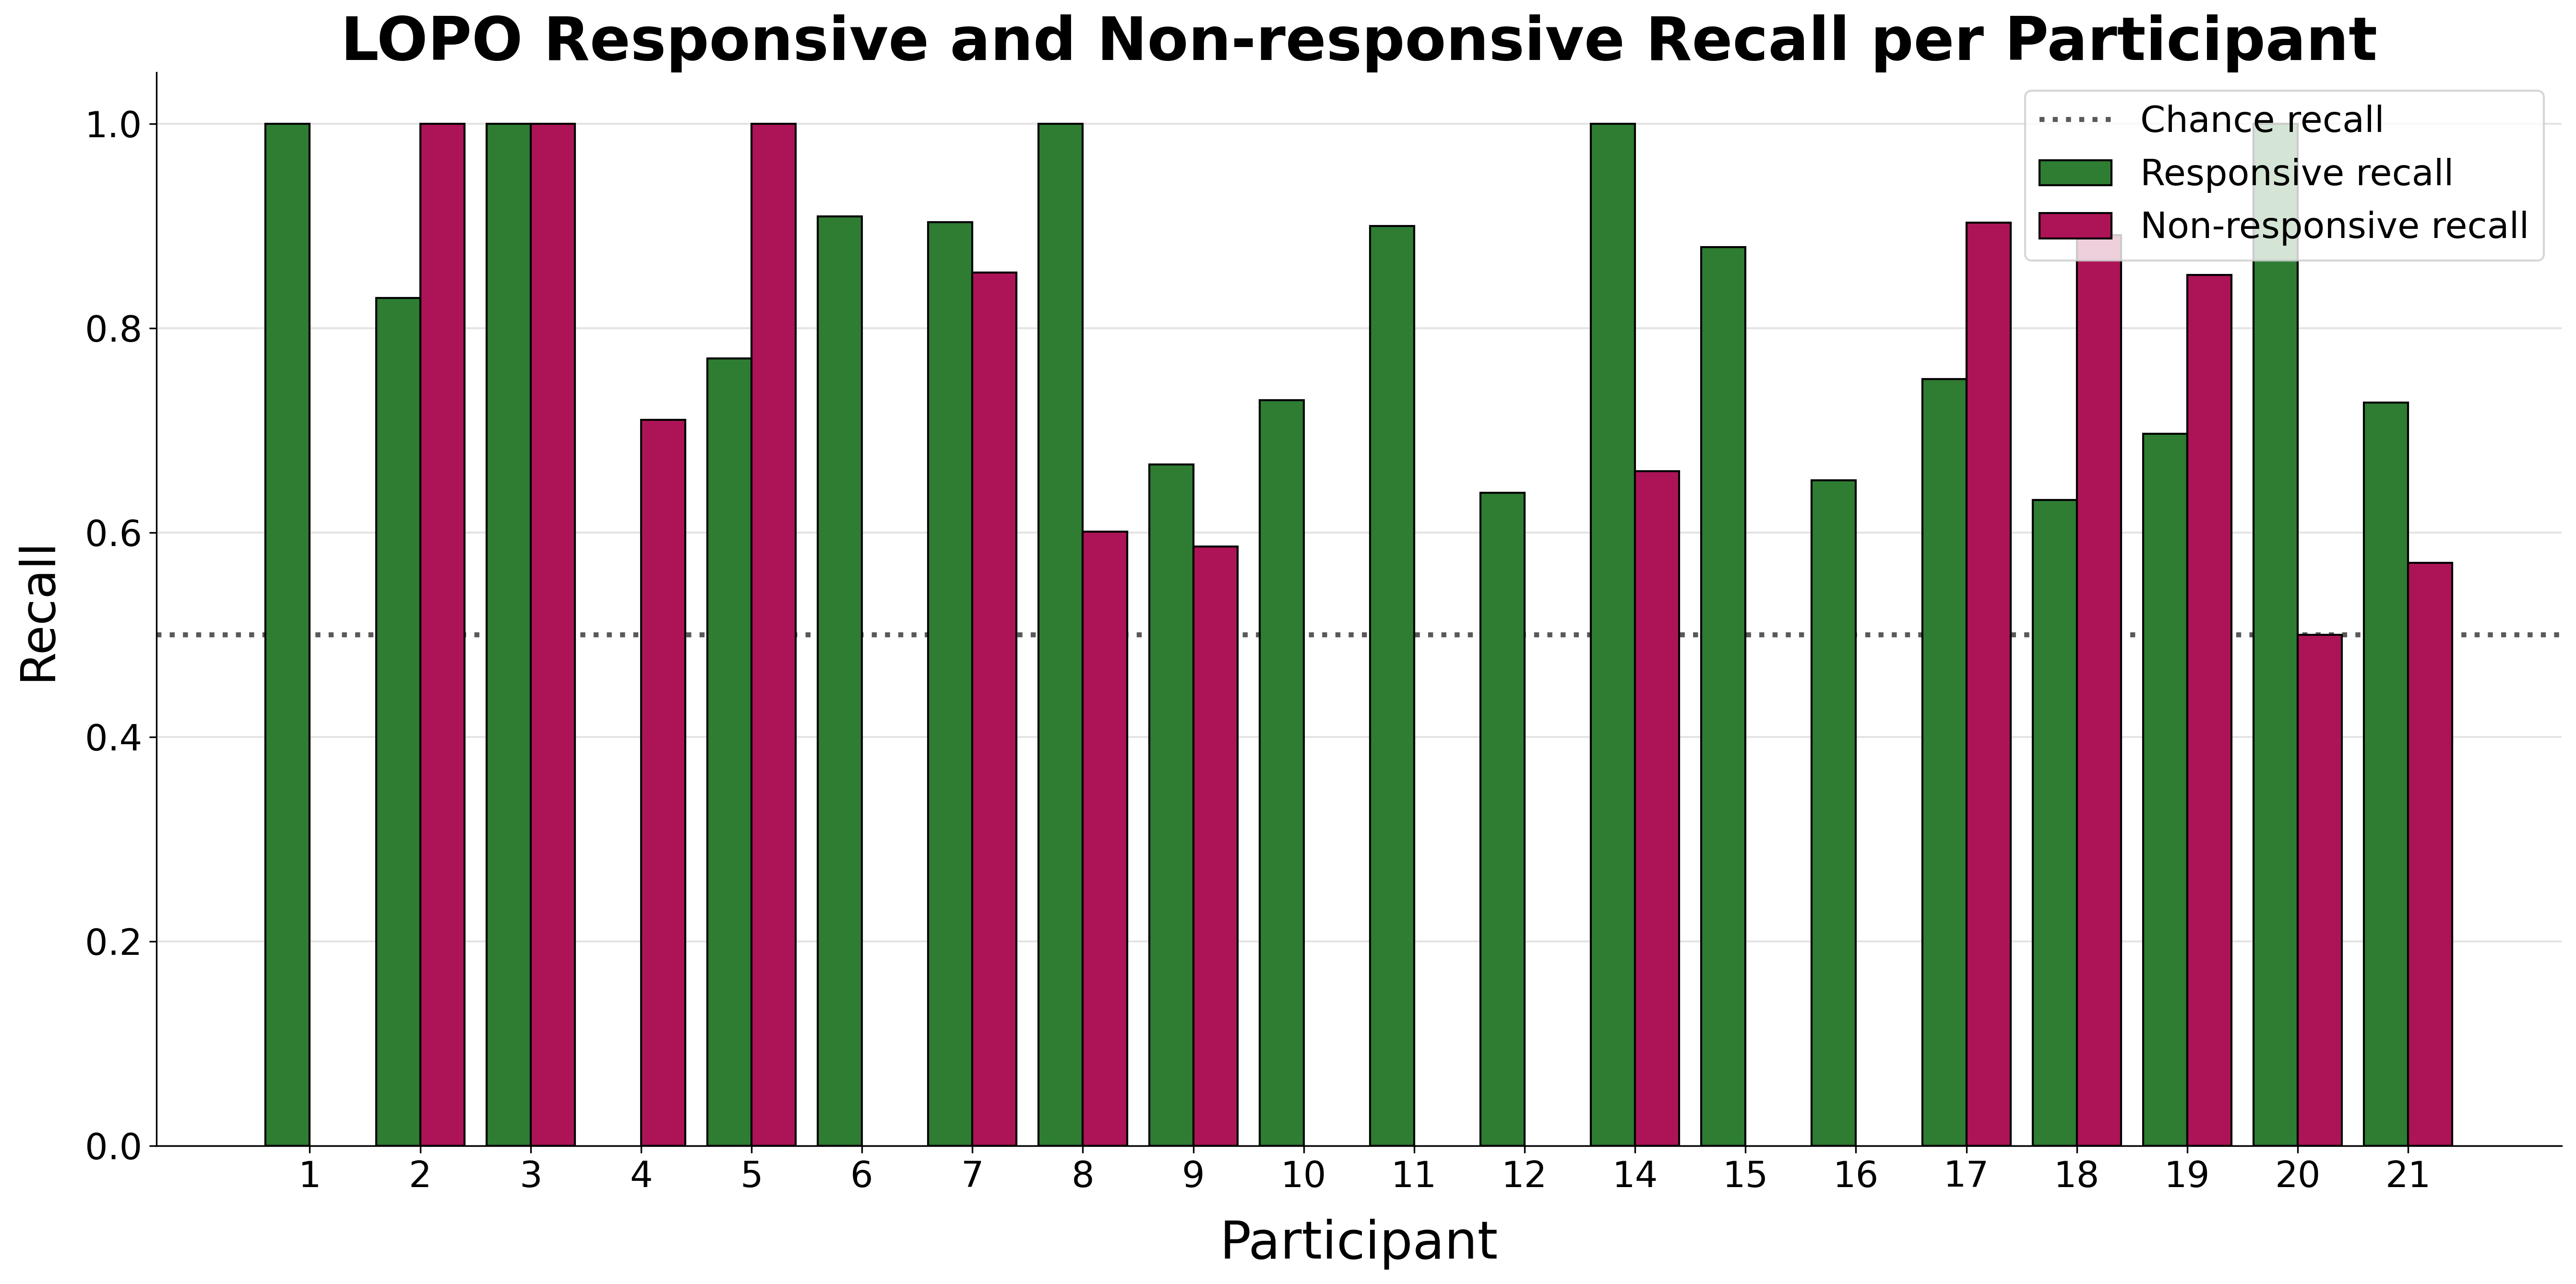 LOPO Responsive and Non-responsive Recall per Participant
Chance recall
Responsive recall
Non-responsive recall
1.0
0.8
0.6
0.4
0.2
0.0
Recall
1 2 3 4 5 6 7 8 9 10 11 12 14 15 16 17 18 19 20 21
Participant